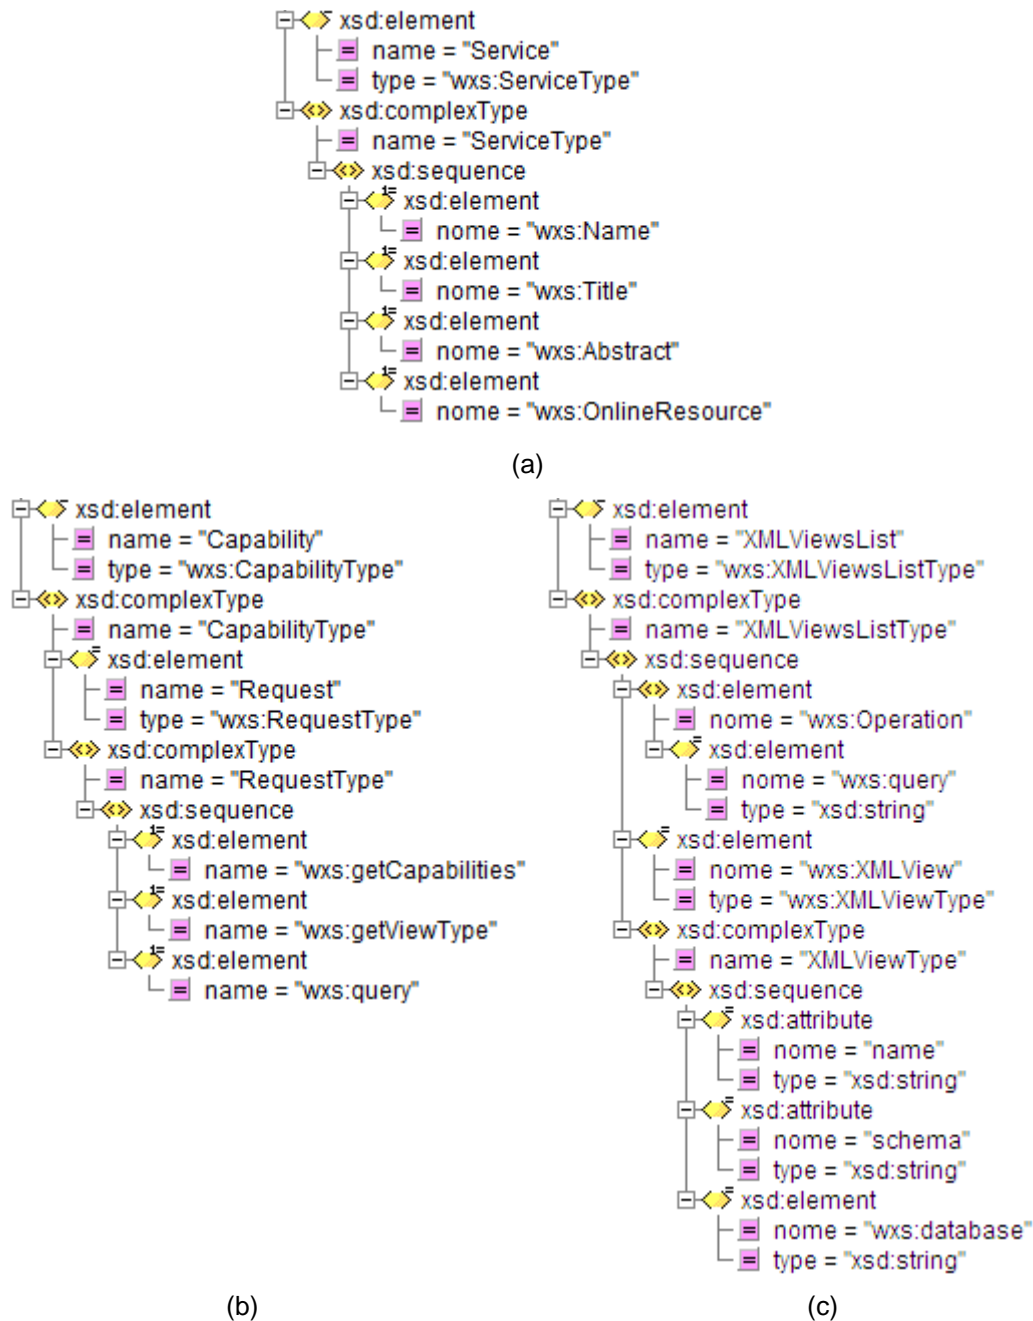 xsd:element
name = "Service"
type = "wxs:ServiceType"
xsd:complexType
name = "ServiceType"
xsd:sequence
xsd:element
nome = "wxs:Name"
xsd:element
nome = "wxs:Title"
xsd:element
nome = "wxs:Abstract"
xsd:element
nome = "wxs:OnlineResource"
(a)
xsd:element
name = "Capability"
type = "wxs:CapabilityType"
xsd:complexType
name = "CapabilityType"
xsd:element
name = "Request"
type = "wxs:RequestType"
xsd:complexType
name = "RequestType"
xsd:sequence
xsd:element
name = "wxs:getCapabilities"
xsd:element
name = "wxs:getViewType"
xsd:element
name = "wxs:query"
(b)
xsd:element
name = "XMLViewsList"
type = "wxs:XMLViewsListType"
xsd:complexType
name = "XMLViewsListType"
xsd:sequence
xsd:element
nome = "wxs:Operation"
xsd:element
nome = "wxs:query"
type = "xsd:string"
xsd:element
nome = "wxs:XMLView"
type = "wxs:XMLViewType"
xsd:complexType
name = "XMLViewType"
xsd:sequence
xsd:attribute
nome = "name"
type = "xsd:string"
xsd:attribute
nome = "schema"
type = "xsd:string"
xsd:element
nome = "wxs:database"
type = "xsd:string"
(c)